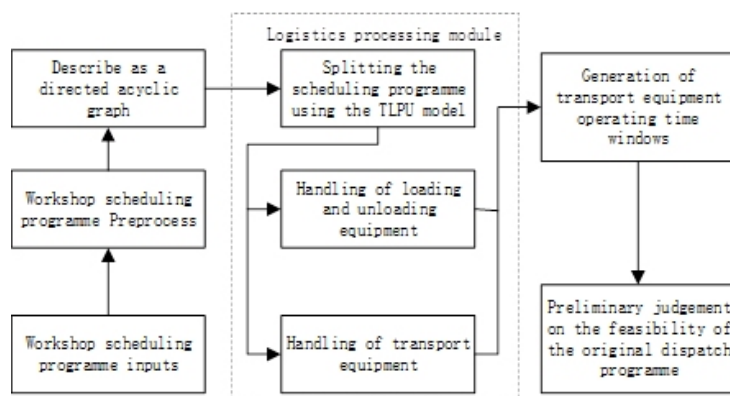 Logistics processing module
Describe as a
directed acyclic
graph
Splitting the
scheduling programme
using the TLPU model
Generation of
transport equipment
operating time
windows
Workshop scheduling
programme Preprocess
Handling of loading
and unloading
equipment
Workshop scheduling
programme inputs
Handling of transport
equipment
Preliminary judgement
on the feasibility of
the original dispatch
programme